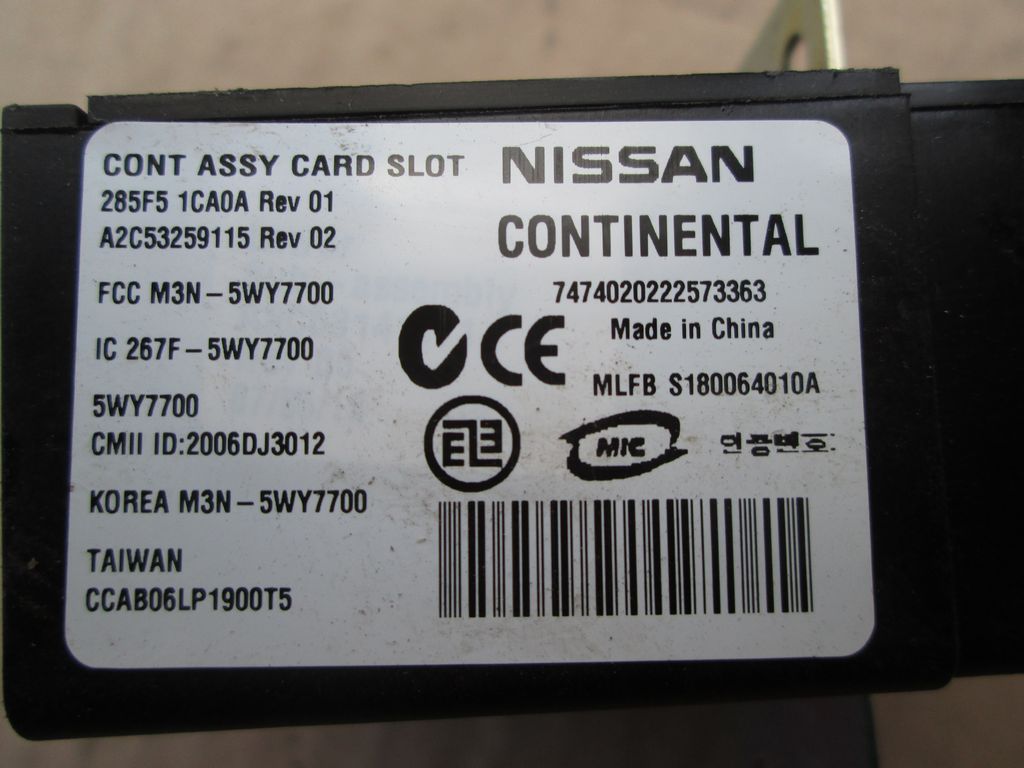 CONT ASSY CARD SLOT
285F5 1CA0A Rev 01
A2C53259115 Rev 02
FCC M3N-5WY7700
IC 267F-5WY7700
5WY7700
CMII ID:2006DJ3012
KOREA M3N-5WY7700
TAIWAN
CCAB06LP1900T5
NISSAN
CONTINENTAL
7474020222573363
Made in China
CE
MLFB S180064010A
MIC